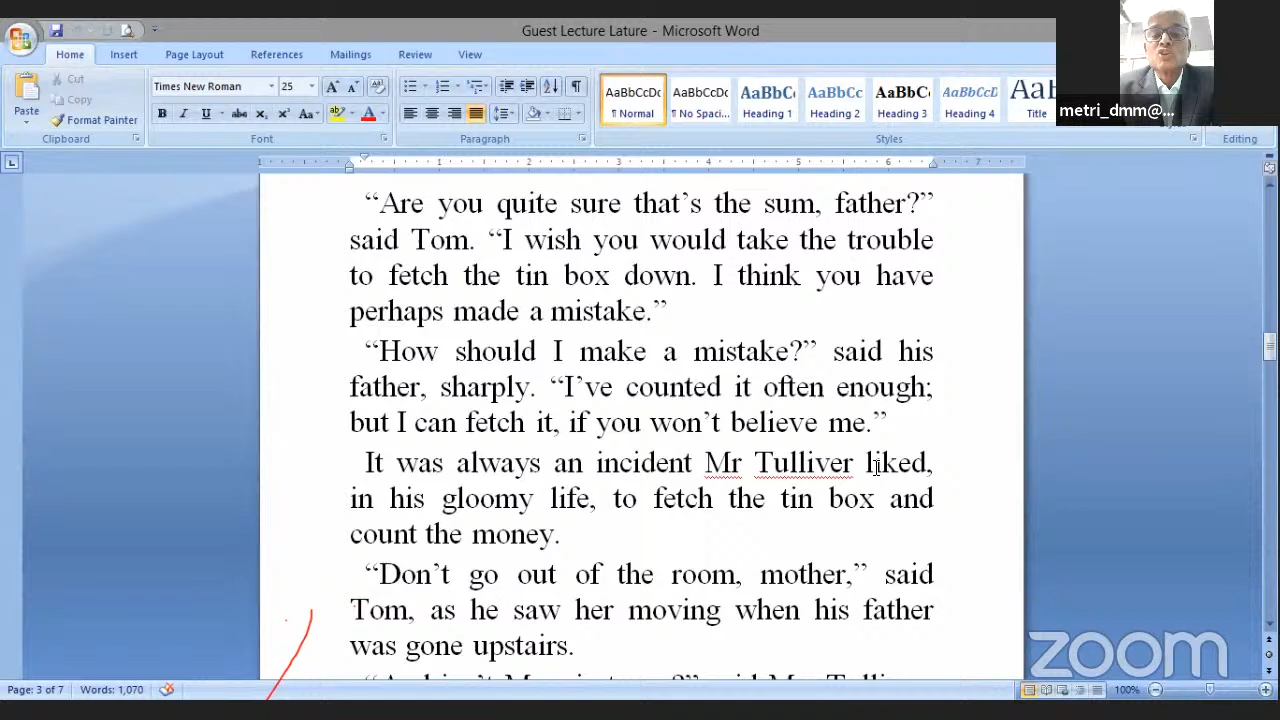 Guest Lecture Lature - Microsoft Word
Home Insert Page Layout References Mailings Review View
Paste
Cut
Copy
Format Painter
Clipboard
Times New Roman 25
Font
Paragraph
AaBbCcDc AaBbCcDc AaBbC AaBbCc AaBbCc AaBbCcD
¶ Normal ¶ No Spaci... Heading 1 Heading 2 Heading 3 Heading 4 Title
Styles
Editing
metri_dmm@...
“Are you quite sure that’s the sum, father?”
said Tom. “I wish you would take the trouble
to fetch the tin box down. I think you have
perhaps made a mistake.”
“How should I make a mistake?” said his
father, sharply. “I’ve counted it often enough;
but I can fetch it, if you won’t believe me.”
It was always an incident Mr Tulliver liked,
in his gloomy life, to fetch the tin box and
count the money.
“Don’t go out of the room, mother,” said
Tom, as he saw her moving when his father
was gone upstairs.
zoom
Page: 3 of 7 Words: 1,070
100%